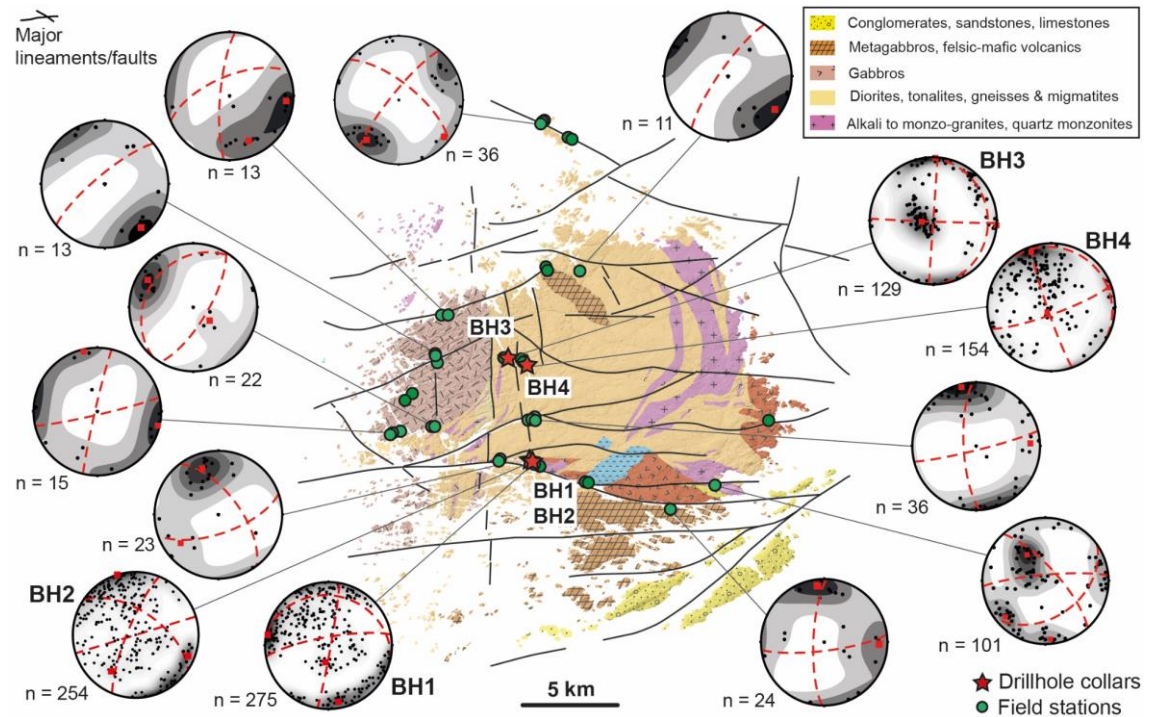 Major
lineaments/faults
Conglomerates, sandstones, limestones
Metagabbros, felsic-mafic volcanics
Gabbros
Diorites, tonalites, gneisses & migmatites
Alkali to monzo-granites, quartz monzonites
n = 13
n = 36
n = 11
n = 13
BH3
n = 129
BH4
n = 154
n = 22
BH3
BH4
n = 15
n = 36
n = 23
BH1
BH2
BH2
n = 254
n = 275
BH1
5 km
n = 24
n = 101
Drillhole collars
Field stations